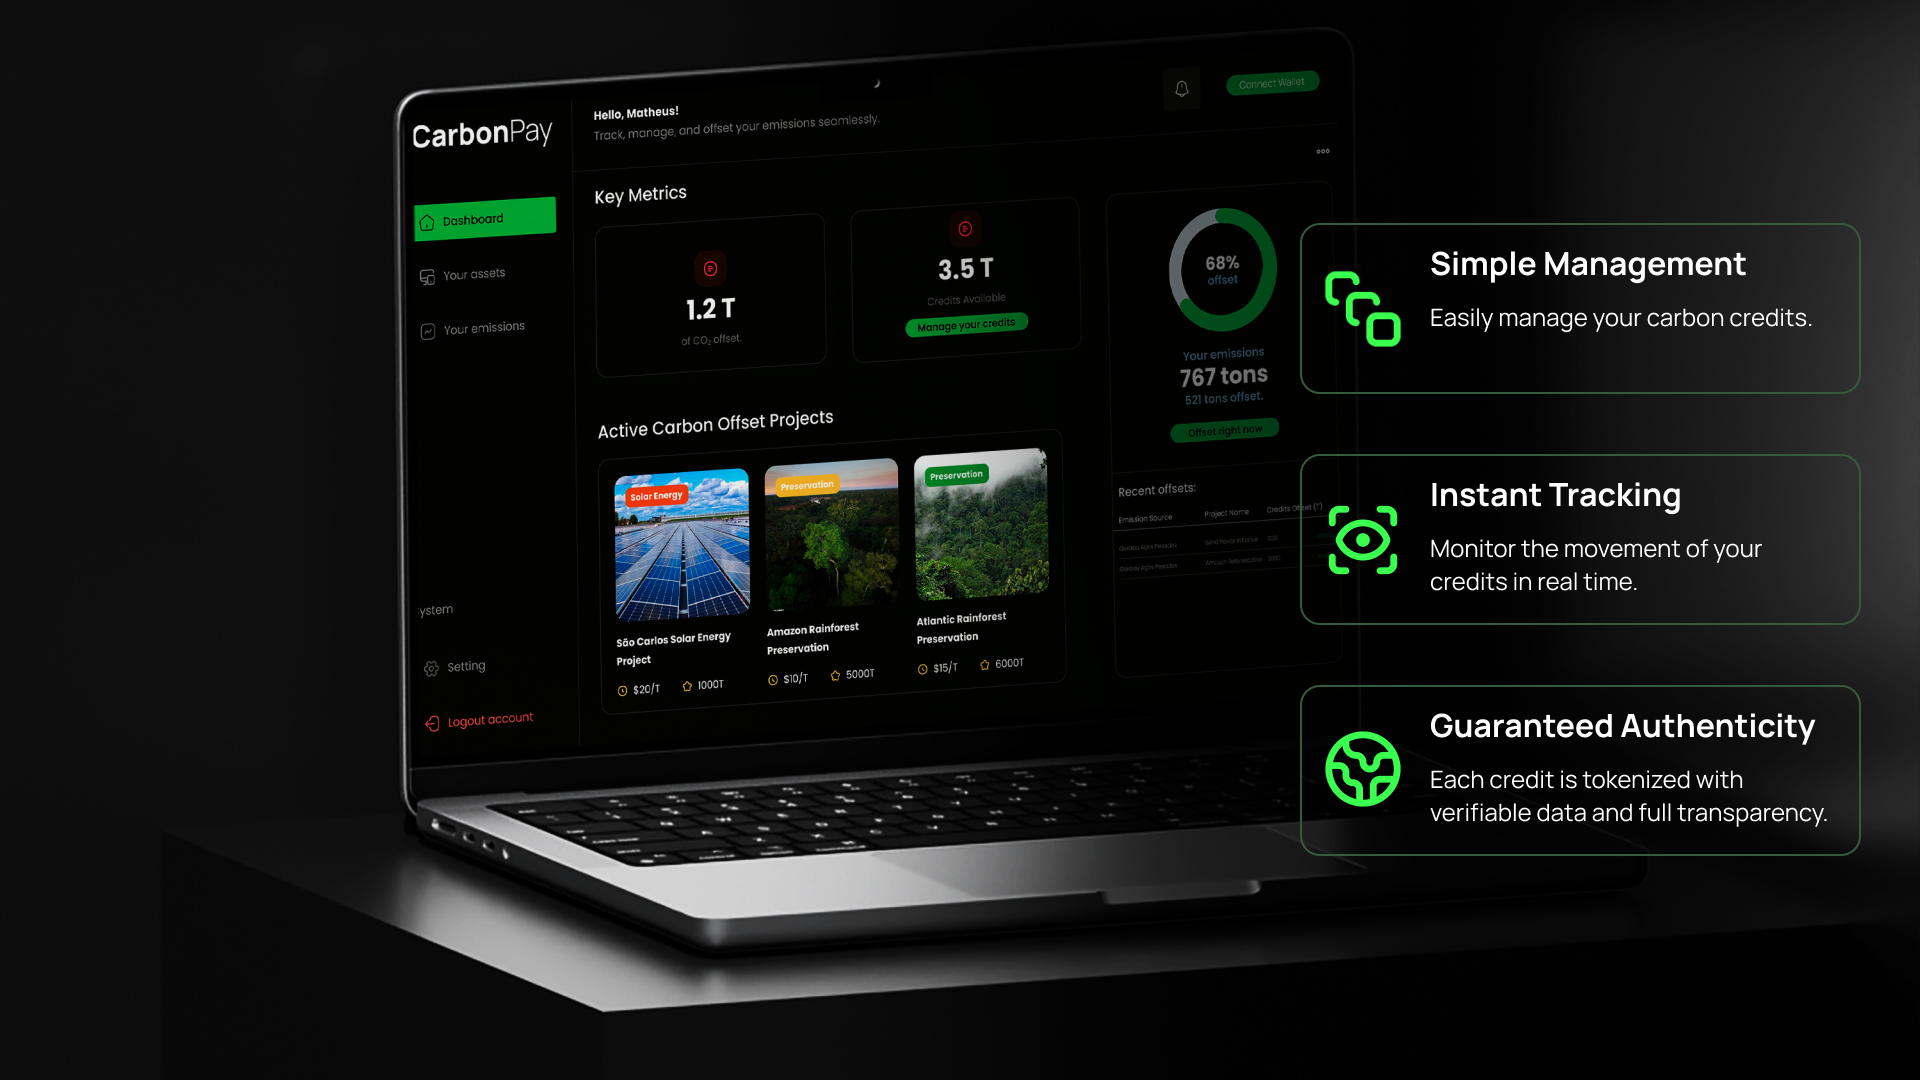 CarbonPay
Hello, Matheus!
Track, manage, and offset your emissions seamlessly.
Connect Wallet
Dashboard
Your assets
Your emissions
ystem
Setting
Logout account
Key Metrics
1.2 T
of CO₂ offset.
3.5 T
Credits Available
Manage your credits
68%
offset
Your emissions
767 tons
521 tons offset.
Offset right now
Active Carbon Offset Projects
Solar Energy
São Carlos Solar Energy
Project
$20/T
1000T
Preservation
Amazon Rainforest
Preservation
$10/T
5000T
Preservation
Atlantic Rainforest
Preservation
$15/T
6000T
Recent offsets:
Emission Source
Project Name
Credits Offset (T)
Simple Management
Easily manage your carbon credits.
Instant Tracking
Monitor the movement of your
credits in real time.
Guaranteed Authenticity
Each credit is tokenized with
verifiable data and full transparency.